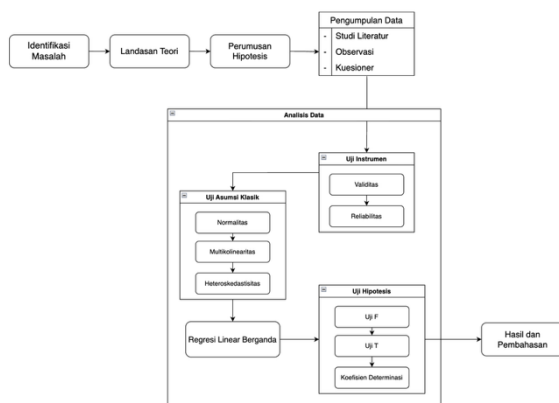 Identifikasi
Masalah
Landasan Teori
Perumusan
Hipotesis
Pengumpulan Data
- Studi Literatur
- Observasi
- Kuesioner
Analisis Data
Uji Instrumen
Validitas
Reliabilitas
Uji Asumsi Klasik
Normalitas
Multikolinearitas
Heteroskedastisitas
Regresi Linear Berganda
Uji Hipotesis
Uji F
Uji T
Koefisien Determinasi
Hasil dan
Pembahasan